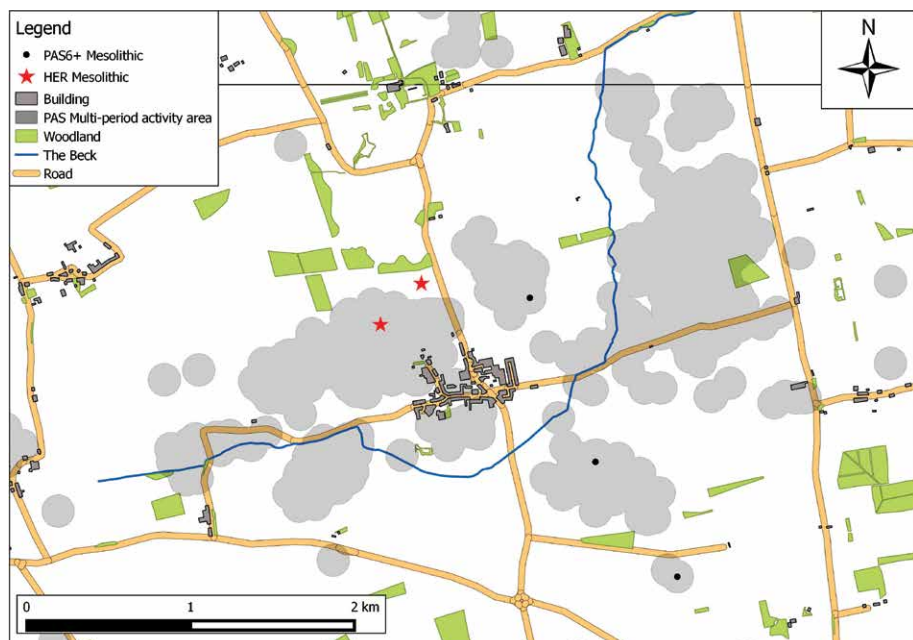 Legend
PAS6+ Mesolithic
HER Mesolithic
Building
PAS Multi-period activity area
Woodland
The Beck
Road
N
0 1 2 km